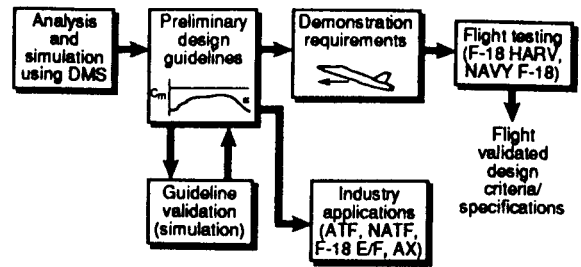 Analysis
and
simulation
using DMS
Preliminary
design
guidelines
Cm
α
Demonstration
requirements
Flight testing
(F-18 HARV,
NAVY F-18)
Flight
validated
design
criteria/
specifications
Guideline
validation
(simulation)
Industry
applications
(ATF, NATF,
F-18 E/F, AX)